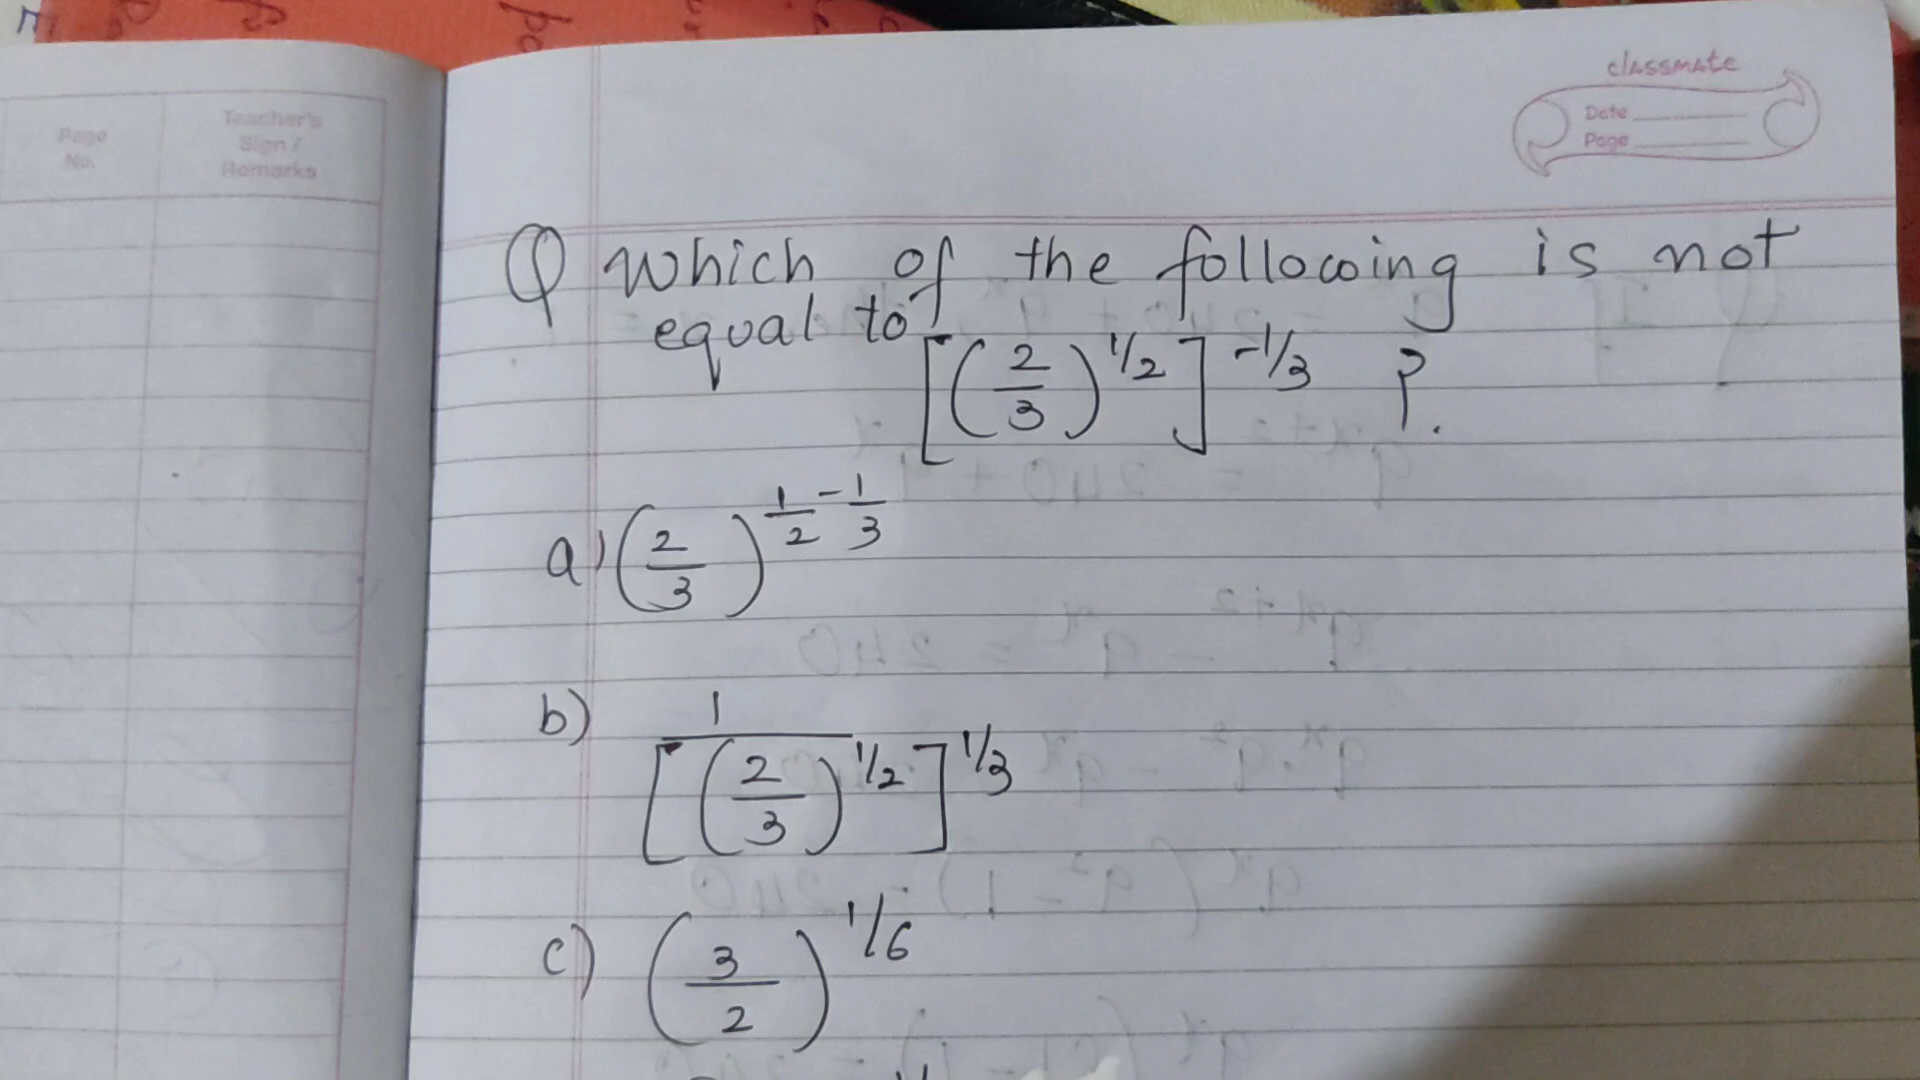 classmate
Date
Page
Page No.
Teacher's Sign / Remarks
Q Which of the following is not
equal to [(2/3)^1/2]^-1/3 ?.
a) (2/3)^1/2 - 1/3
b) 1/[(2/3)^1/2]^1/3
c) (3/2)^1/6